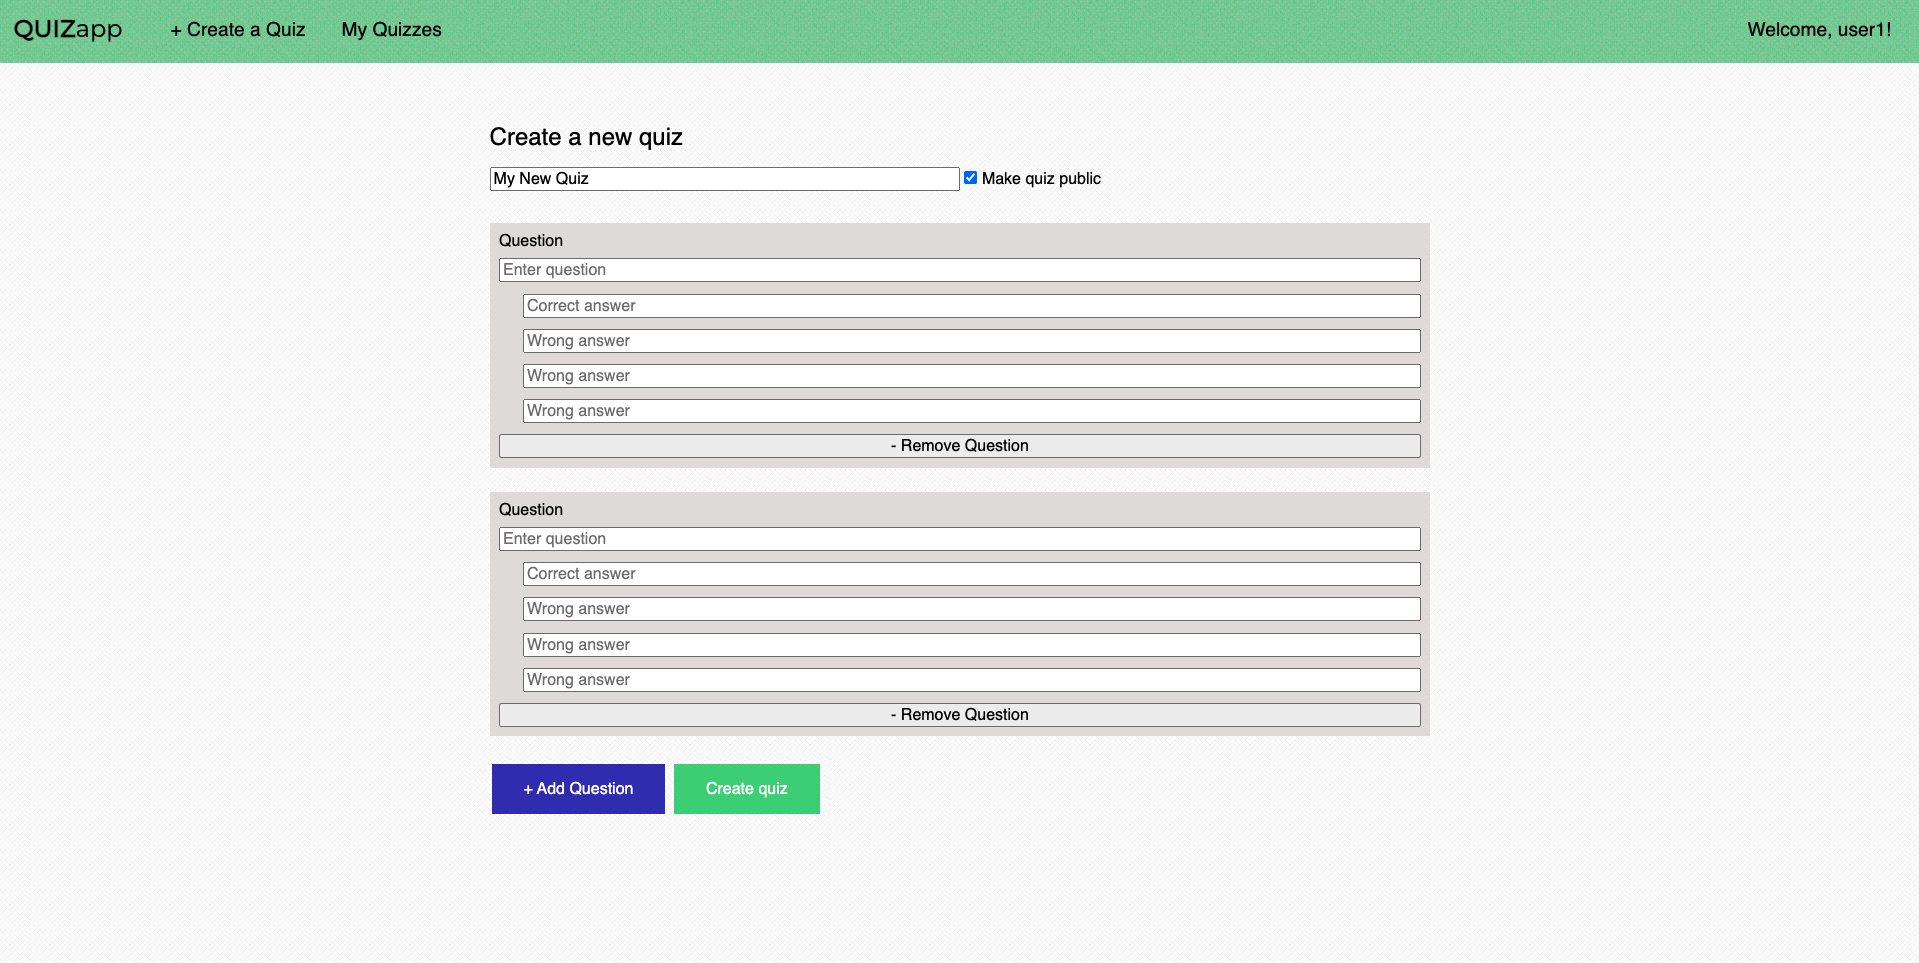 QUIZapp + Create a Quiz My Quizzes Welcome, user1!
Create a new quiz
My New Quiz Make quiz public
Question
Enter question
Correct answer
Wrong answer
Wrong answer
Wrong answer
- Remove Question
Question
Enter question
Correct answer
Wrong answer
Wrong answer
Wrong answer
- Remove Question
+ Add Question Create quiz